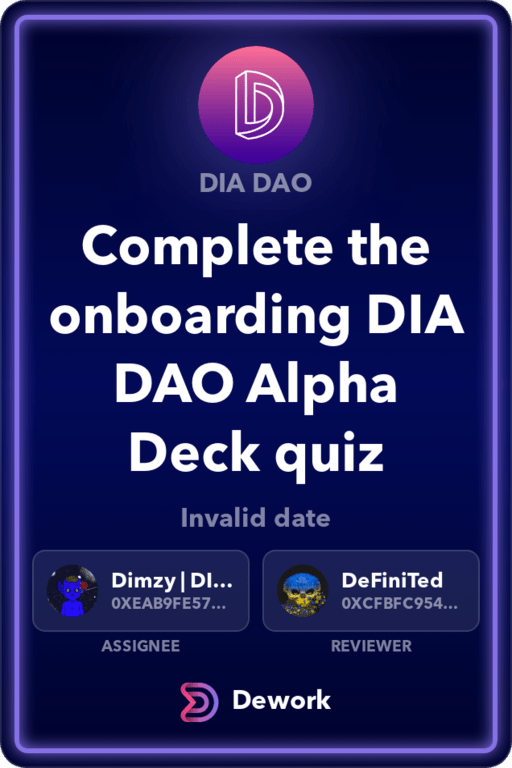 DIA DAO
Complete the
onboarding DIA
DAO Alpha
Deck quiz
Invalid date
Dimzy | DI...
0XEAB9FE57...
ASSIGNEE
DeFiniTed
0XCFBFC954...
REVIEWER
Dework